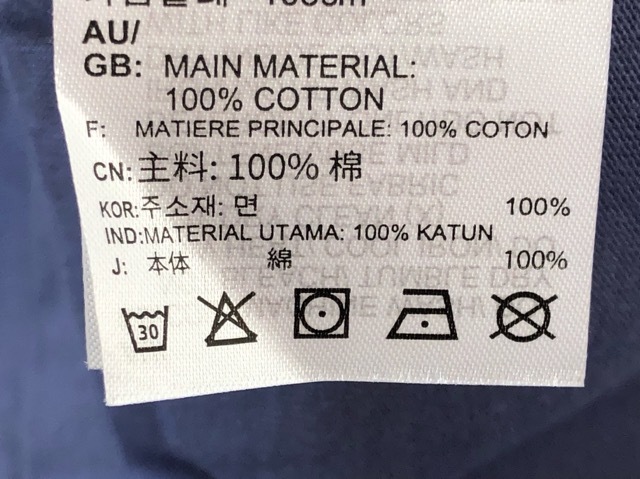 AU/
GB: MAIN MATERIAL:
100% COTTON
F: MATIERE PRINCIPALE: 100% COTON
CN: 主料: 100% 棉
KOR: 주소재: 면 100%
IND:MATERIAL UTAMA: 100% KATUN
J: 本体 綿 100%
30